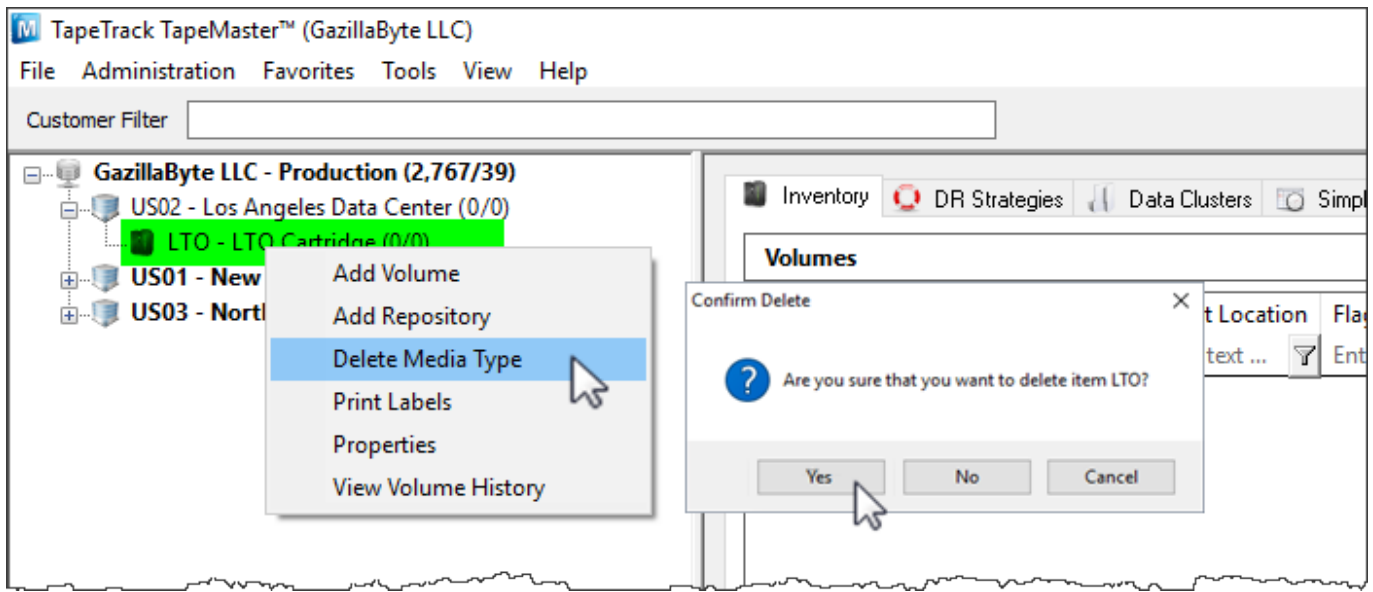 TapeTrack TapeMaster™ (GazillaByte LLC)
File Administration Favorites Tools View Help
Customer Filter
GazillaByte LLC - Production (2,767/39)
US02 - Los Angeles Data Center (0/0)
LTO - LTO Cartridge (0/0)
US01 - New
US03 - North
Add Volume
Add Repository
Delete Media Type
Print Labels
Properties
View Volume History
Inventory DR Strategies Data Clusters Simpl
Volumes
t Location Flag
text ... Ent
Confirm Delete
Are you sure that you want to delete item LTO?
Yes No Cancel